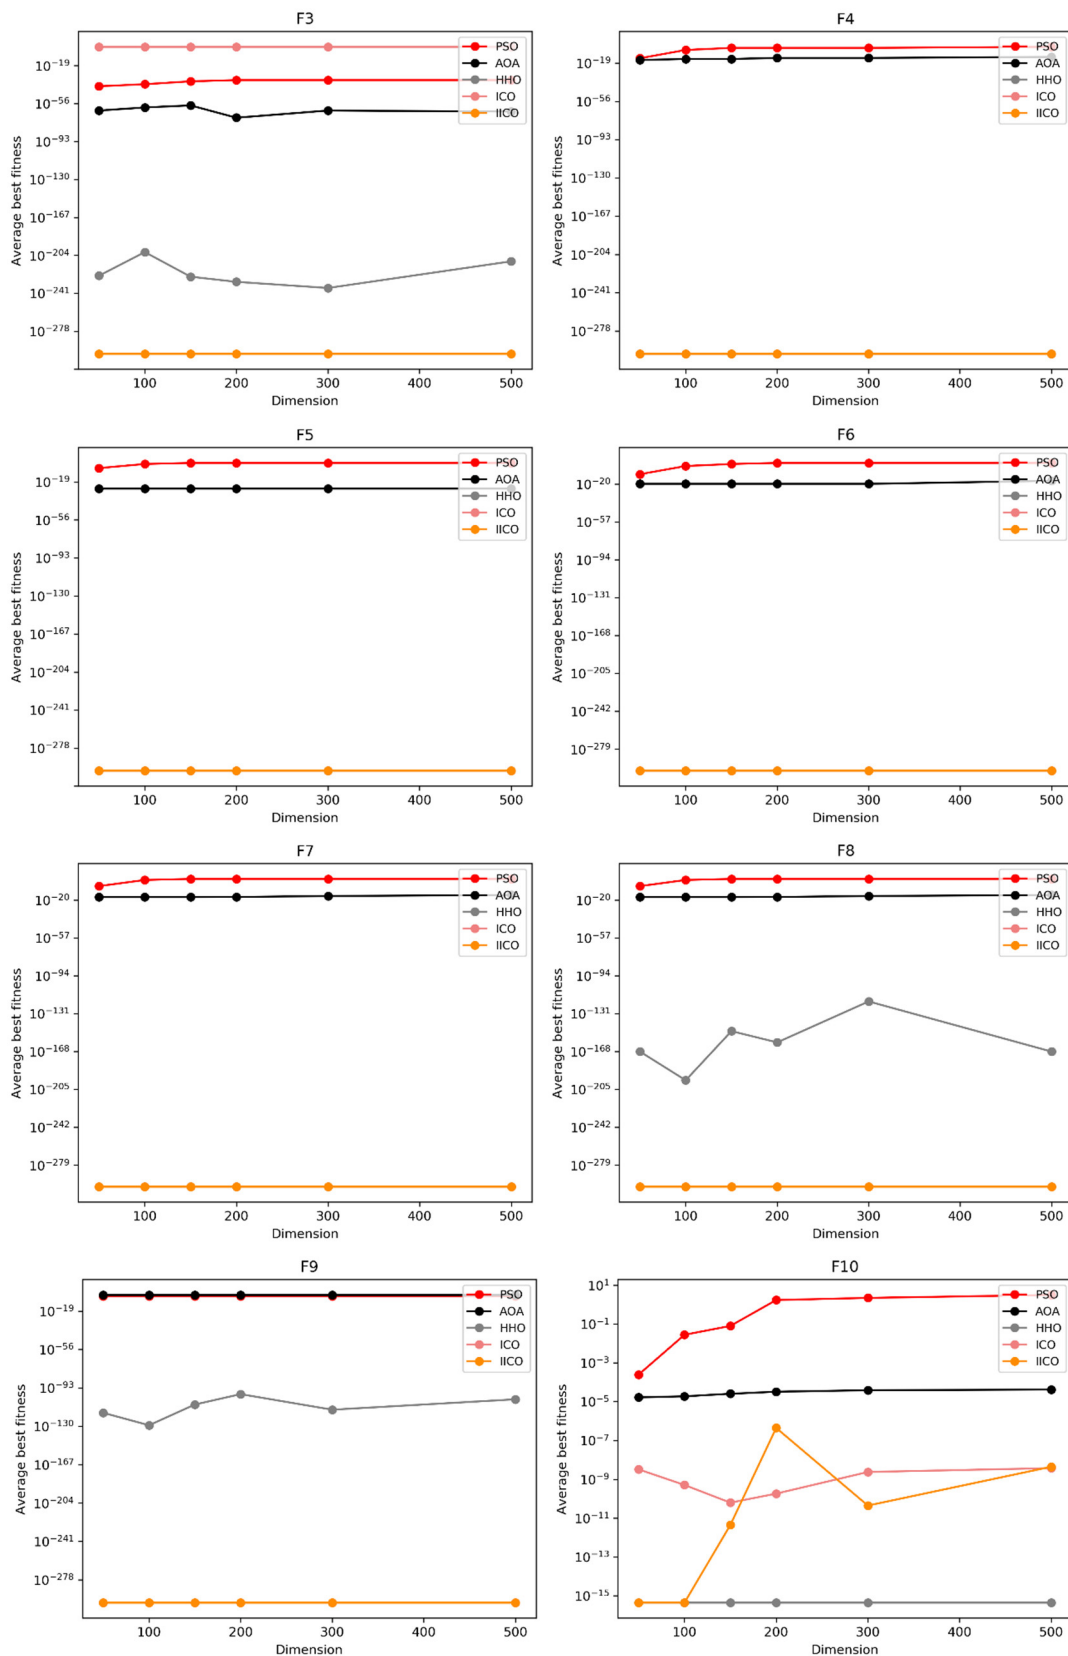 F3
Average best fitness
10^−19
10^−56
10^−93
10^−130
10^−167
10^−204
10^−241
10^−278
PSO
AOA
HHO
ICO
IICO
100 200 300 400 500
Dimension
F4
Average best fitness
10^−19
10^−56
10^−93
10^−130
10^−167
10^−204
10^−241
10^−278
PSO
AOA
HHO
ICO
IICO
100 200 300 400 500
Dimension
F5
Average best fitness
10^−19
10^−56
10^−93
10^−130
10^−167
10^−204
10^−241
10^−278
PSO
AOA
HHO
ICO
IICO
100 200 300 400 500
Dimension
F6
Average best fitness
10^−20
10^−57
10^−94
10^−131
10^−168
10^−205
10^−242
10^−279
PSO
AOA
HHO
ICO
IICO
100 200 300 400 500
Dimension
F7
Average best fitness
10^−20
10^−57
10^−94
10^−131
10^−168
10^−205
10^−242
10^−279
PSO
AOA
HHO
ICO
IICO
100 200 300 400 500
Dimension
F8
Average best fitness
10^−20
10^−57
10^−94
10^−131
10^−168
10^−205
10^−242
10^−279
PSO
AOA
HHO
ICO
IICO
100 200 300 400 500
Dimension
F9
Average best fitness
10^−19
10^−56
10^−93
10^−130
10^−167
10^−204
10^−241
10^−278
PSO
AOA
HHO
ICO
IICO
100 200 300 400 500
Dimension
F10
Average best fitness
10^1
10^−1
10^−3
10^−5
10^−7
10^−9
10^−11
10^−13
10^−15
PSO
AOA
HHO
ICO
IICO
100 200 300 400 500
Dimension